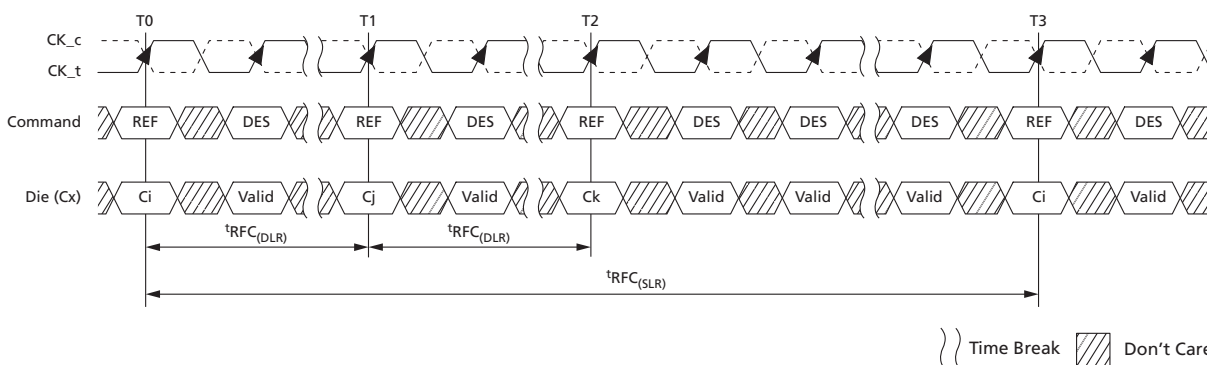 T0 T1 T2 T3
CK_c
CK_t
Command REF DES REF DES REF DES DES DES REF DES
Die (Cx) Ci Valid Cj Valid Ck Valid Valid Valid Ci Valid
tRFC(DLR) tRFC(DLR)
tRFC(SLR)
Time Break Don't Care